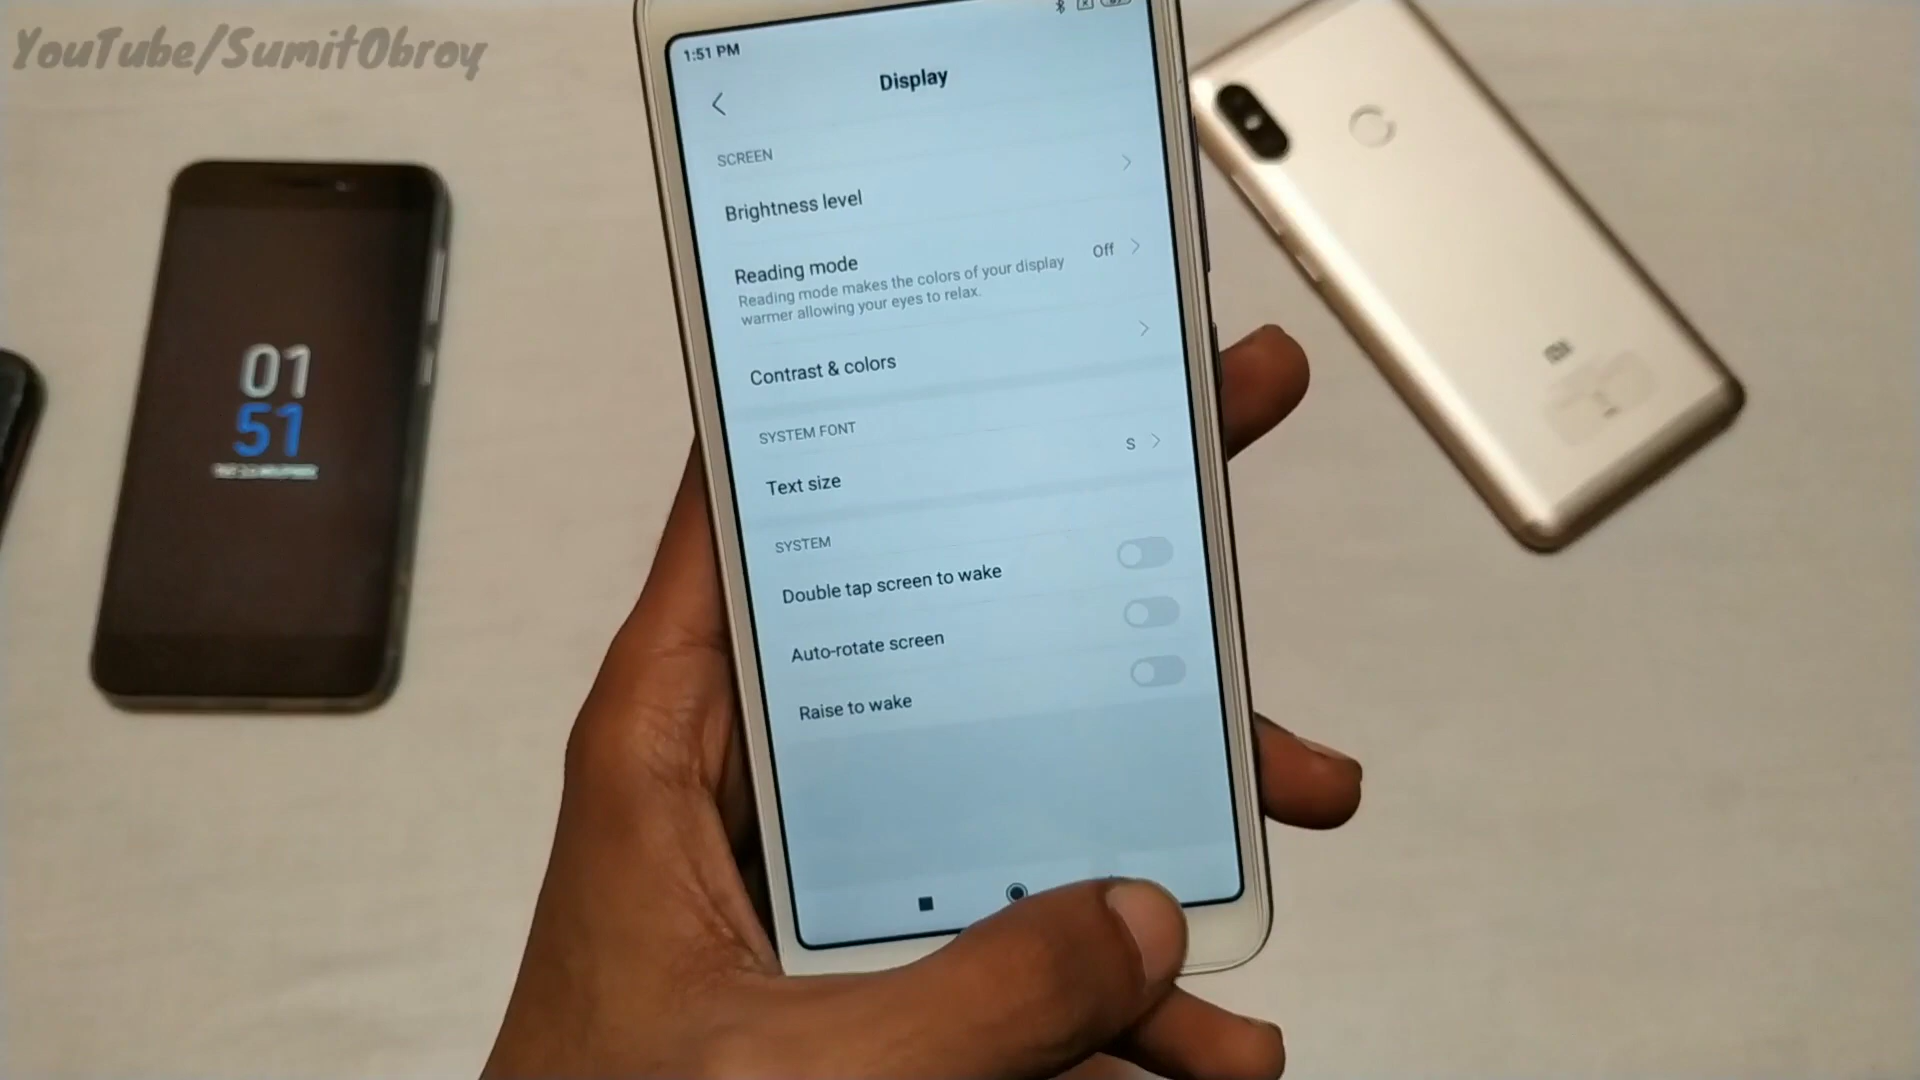 YouTube/SumitObroy
1:51 PM
Display
SCREEN
Brightness level
Reading mode
Off
Reading mode makes the colors of your display
warmer allowing your eyes to relax.
Contrast & colors
SYSTEM FONT
Text size
S
SYSTEM
Double tap screen to wake
Auto-rotate screen
Raise to wake
01
51
MI